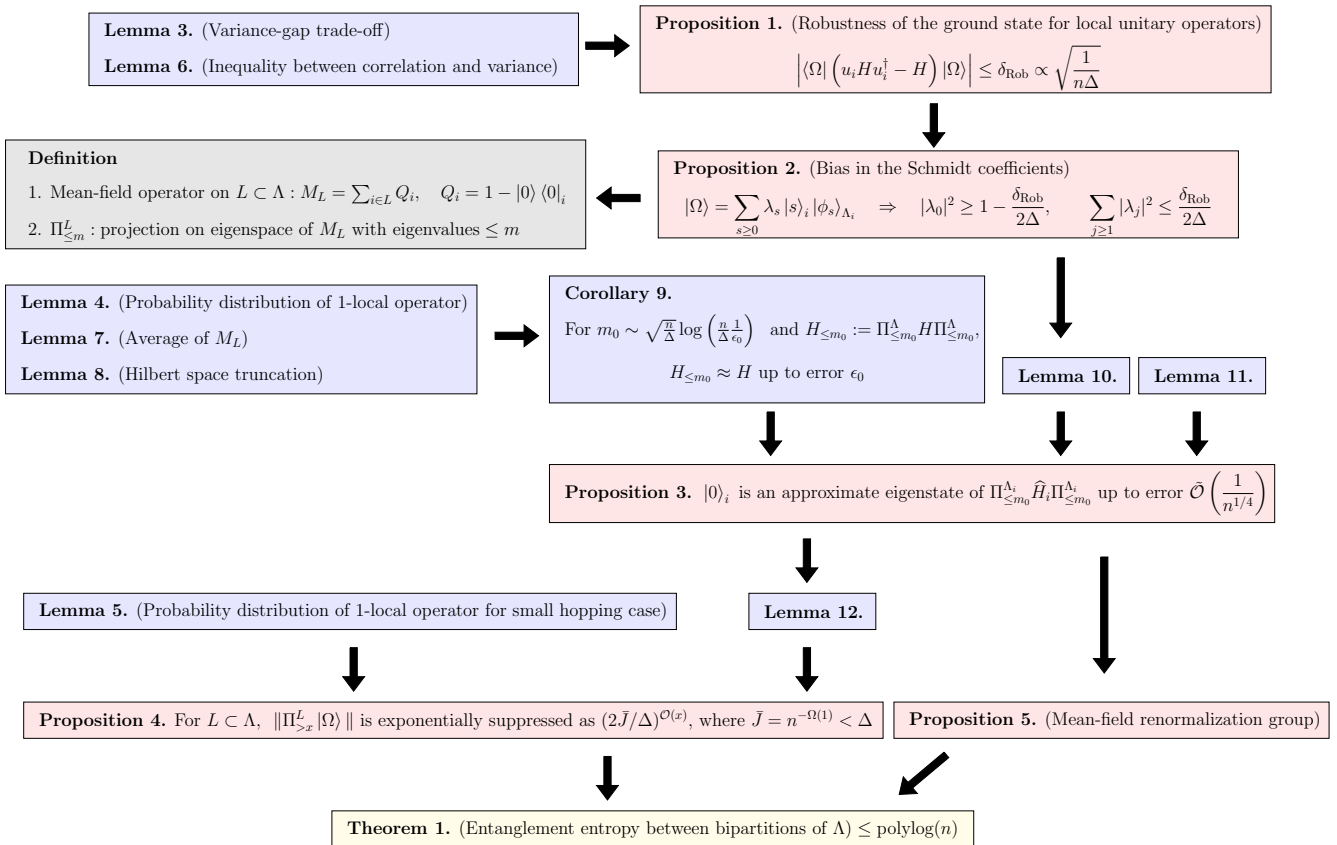 Lemma 3. (Variance-gap trade-off)
Lemma 6. (Inequality between correlation and variance)
Proposition 1. (Robustness of the ground state for local unitary operators)
|⟨Ω| (u_i H u_i^† − H) |Ω⟩| ≤ δ_Rob ∝ √(1/(nΔ))
Definition
1. Mean-field operator on L ⊂ Λ : M_L = ∑_{i∈L} Q_i, Q_i = 1 − |0⟩ ⟨0|_i
2. Π^L_{≤m} : projection on eigenspace of M_L with eigenvalues ≤ m
Proposition 2. (Bias in the Schmidt coefficients)
|Ω⟩ = ∑_{s≥0} λ_s |s⟩_i |ϕ_s⟩_{Λ_i} ⇒ |λ_0|² ≥ 1 − δ_Rob/(2Δ), ∑_{j≥1} |λ_j|² ≤ δ_Rob/(2Δ)
Lemma 4. (Probability distribution of 1-local operator)
Lemma 7. (Average of M_L)
Lemma 8. (Hilbert space truncation)
Corollary 9.
For m_0 ∼ √(n/Δ) log (n/Δ 1/ϵ_0) and H_{≤m_0} := Π^Λ_{≤m_0} H Π^Λ_{≤m_0},
H_{≤m_0} ≈ H up to error ϵ_0
Lemma 10.
Lemma 11.
Proposition 3. |0⟩_i is an approximate eigenstate of Π^{Λ_i}_{≤m_0} Ĥ_i Π^{Λ_i}_{≤m_0} up to error Õ (1/n^{1/4})
Lemma 5. (Probability distribution of 1-local operator for small hopping case)
Lemma 12.
Proposition 4. For L ⊂ Λ, ∥Π^L_{>x} |Ω⟩ ∥ is exponentially suppressed as (2J̄/Δ)^{O(x)}, where J̄ = n^{−Ω(1)} < Δ
Proposition 5. (Mean-field renormalization group)
Theorem 1. (Entanglement entropy between bipartitions of Λ) ≤ polylog(n)